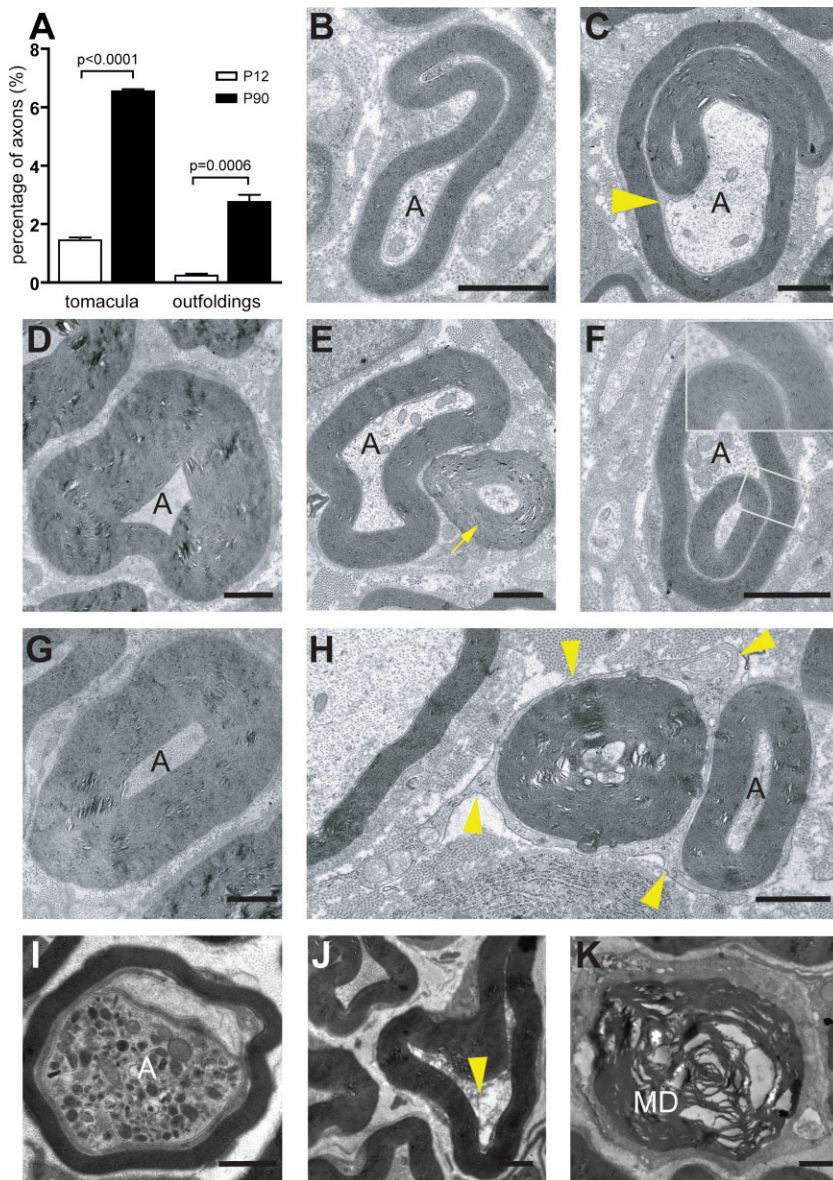 A
percentage of axons (%)
8
6
4
2
0
p<0.0001
p=0.0006
P12
P90
tomacula
outfoldings
B
A
C
A
D
A
E
A
F
A
G
A
H
A
I
A
J
K
MD